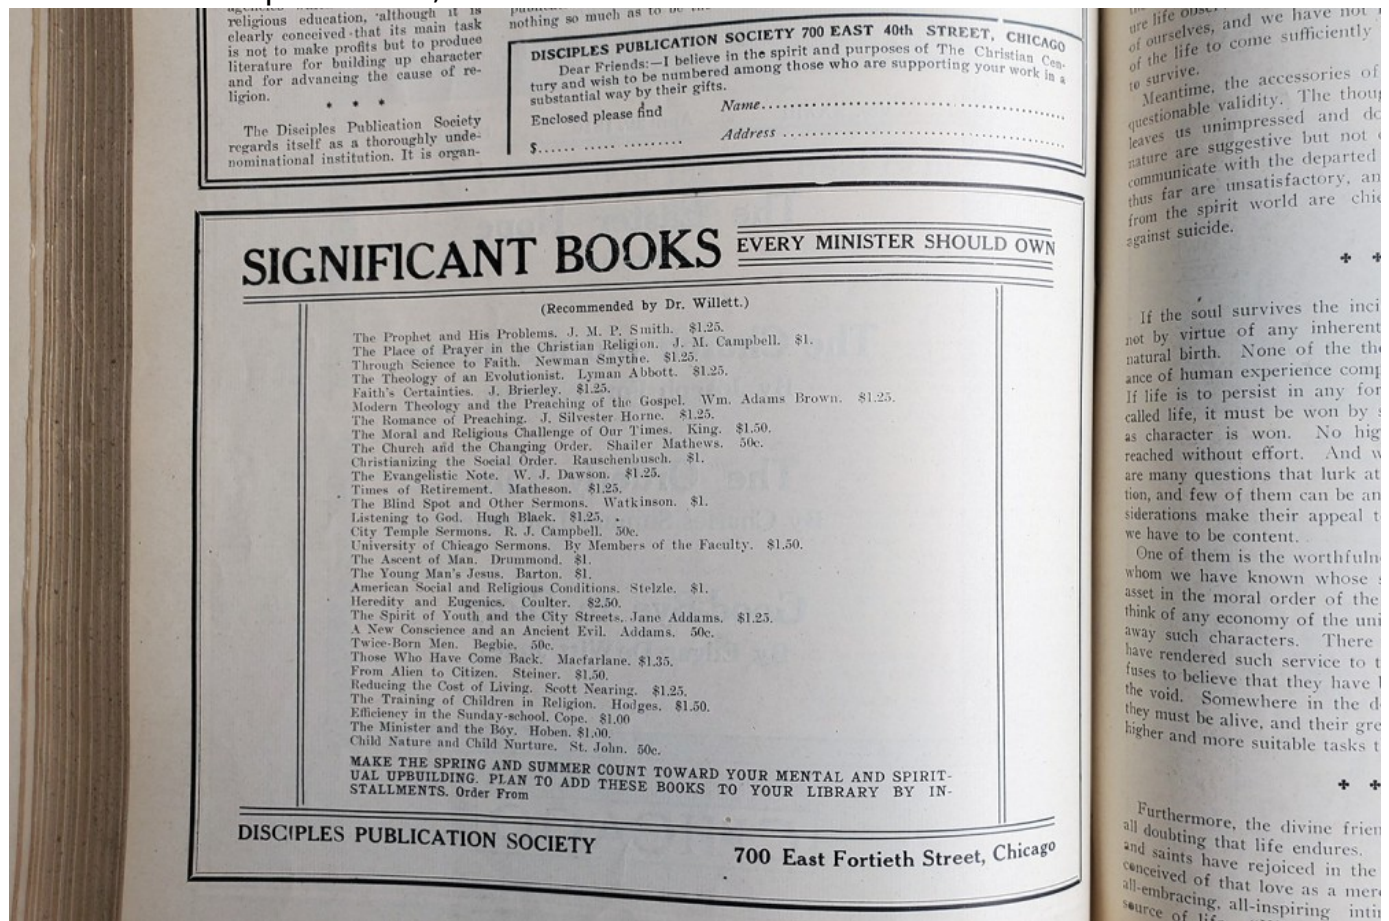 religious education, although it is
clearly conceived that its main task
is not to make profits but to produce
literature for building up character
and for advancing the cause of re-
ligion.
* * *
The Disciples Publication Society
regards itself as a thoroughly unde-
nominational institution. It is organ-
nothing so much as to be
DISCIPLES PUBLICATION SOCIETY 700 EAST 40th STREET, CHICAGO
Dear Friends:—I believe in the spirit and purposes of The Christian Cen-
tury and wish to be numbered among those who are supporting your work in a
substantial way by their gifts.
Enclosed please find
Name
Address
$
SIGNIFICANT BOOKS
EVERY MINISTER SHOULD OWN
(Recommended by Dr. Willett.)
The Prophet and His Problems. J. M. P. Smith. $1.25.
The Place of Prayer in the Christian Religion. J. M. Campbell. $1.
Through Science to Faith. Newman Smythe. $1.25.
The Theology of an Evolutionist. Lyman Abbott. $1.25.
Faith's Certainties. J. Brierley. $1.25.
Modern Theology and the Preaching of the Gospel. Wm. Adams Brown. $1.25.
The Romance of Preaching. J. Silvester Horne. $1.25.
The Moral and Religious Challenge of Our Times. King. $1.50.
The Church and the Changing Order. Shailer Mathews. 50c.
Christianizing the Social Order. Rauschenbusch. $1.
The Evangelistic Note. W. J. Dawson. $1.25.
Times of Retirement. Matheson. $1.25.
The Blind Spot and Other Sermons. Watkinson. $1.
Listening to God. Hugh Black. $1.25.
City Temple Sermons. R. J. Campbell. 50c.
University of Chicago Sermons. By Members of the Faculty. $1.50.
The Ascent of Man. Drummond. $1.
The Young Man's Jesus. Barton. $1.
American Social and Religious Conditions. Stelzle. $1.
Heredity and Eugenics. Coulter. $2.50.
The Spirit of Youth and the City Streets. Jane Addams. $1.25.
A New Conscience and an Ancient Evil. Addams. 50c.
Twice-Born Men. Begbie. 50c.
Those Who Have Come Back. Macfarlane. $1.35.
From Alien to Citizen. Steiner. $1.50.
Reducing the Cost of Living. Scott Nearing. $1.25.
The Training of Children in Religion. Hodges. $1.50.
Efficiency in the Sunday-school. Cope. $1.00
The Minister and the Boy. Hoben. $1.00.
Child Nature and Child Nurture. St. John. 50c.
MAKE THE SPRING AND SUMMER COUNT TOWARD YOUR MENTAL AND SPIRIT-
UAL UPBUILDING. PLAN TO ADD THESE BOOKS TO YOUR LIBRARY BY IN-
STALLMENTS. Order From
DISCIPLES PUBLICATION SOCIETY
700 East Fortieth Street, Chicago
ure life
of ourselves, and we have not
of the life to come sufficiently
to survive.
Meantime, the accessories of
questionable validity. The
leaves us unimpressed and
nature are suggestive but not
communicate with the departed
thus far are unsatisfactory,
from the spirit world are
against suicide.
If the soul survives the
not by virtue of any inherent
natural birth. None of the
ance of human experience
If life is to persist in any
called life, it must be won by
as character is won. No
reached without effort. And
are many questions that lurk
tion, and few of them can be
siderations make their appeal
we have to be content.
One of them is the
whom we have known whose
asset in the moral order of the
think of any economy of the
away such characters. There
have rendered such service to
fuses to believe that they have
the void. Somewhere in the
they must be alive, and their
higher and more suitable tasks
Furthermore, the divine
all doubting that life endures.
and saints have rejoiced in the
conceived of that love as a
all-embracing, all-inspiring
source of